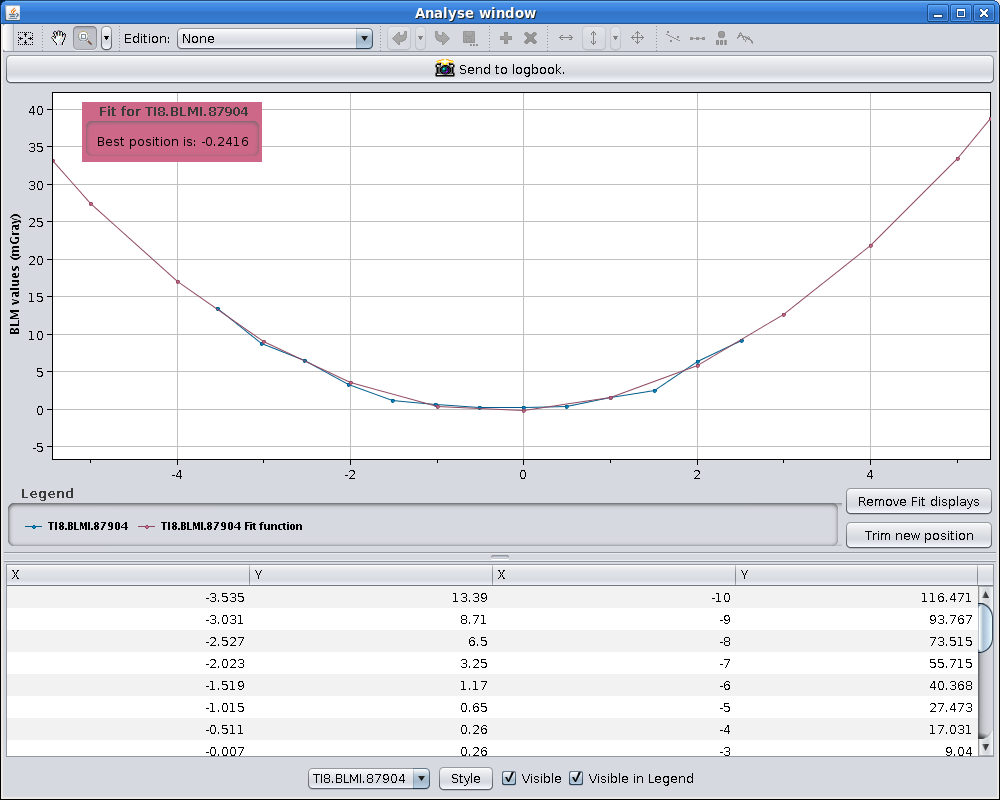 Analyse window
Edition: None
Send to logbook.
Fit for TI8.BLMI.87904
Best position is: -0.2416
BLM values (mGray)
40
35
30
25
20
15
10
5
0
-5
-4 -2 0 2 4
Legend
TI8.BLMI.87904 TI8.BLMI.87904 Fit function
Remove Fit displays
Trim new position
X Y X Y
-3.535 13.39 -10 116.471
-3.031 8.71 -9 93.767
-2.527 6.5 -8 73.515
-2.023 3.25 -7 55.715
-1.519 1.17 -6 40.368
-1.015 0.65 -5 27.473
-0.511 0.26 -4 17.031
-0.007 0.26 -3 9.04
TI8.BLMI.87904 Style Visible Visible in Legend